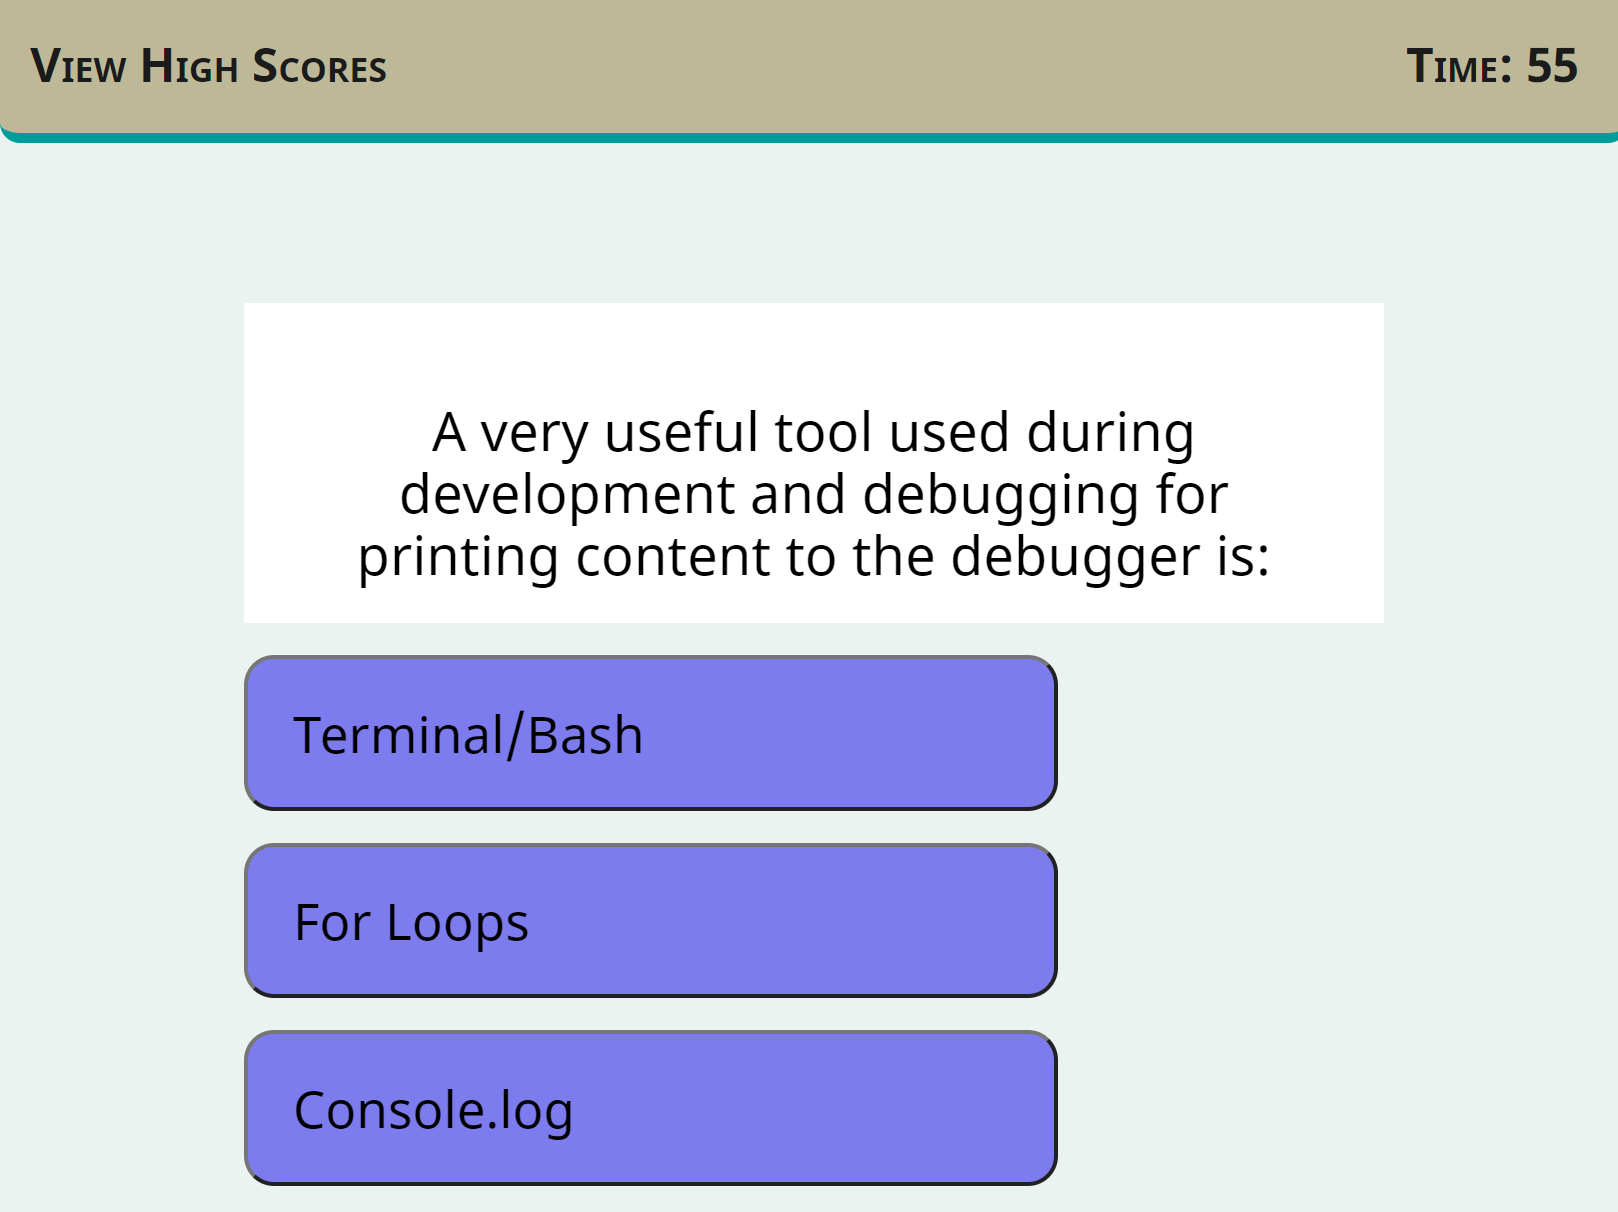 View High Scores
Time: 55
A very useful tool used during
development and debugging for
printing content to the debugger is:
Terminal/Bash
For Loops
Console.log